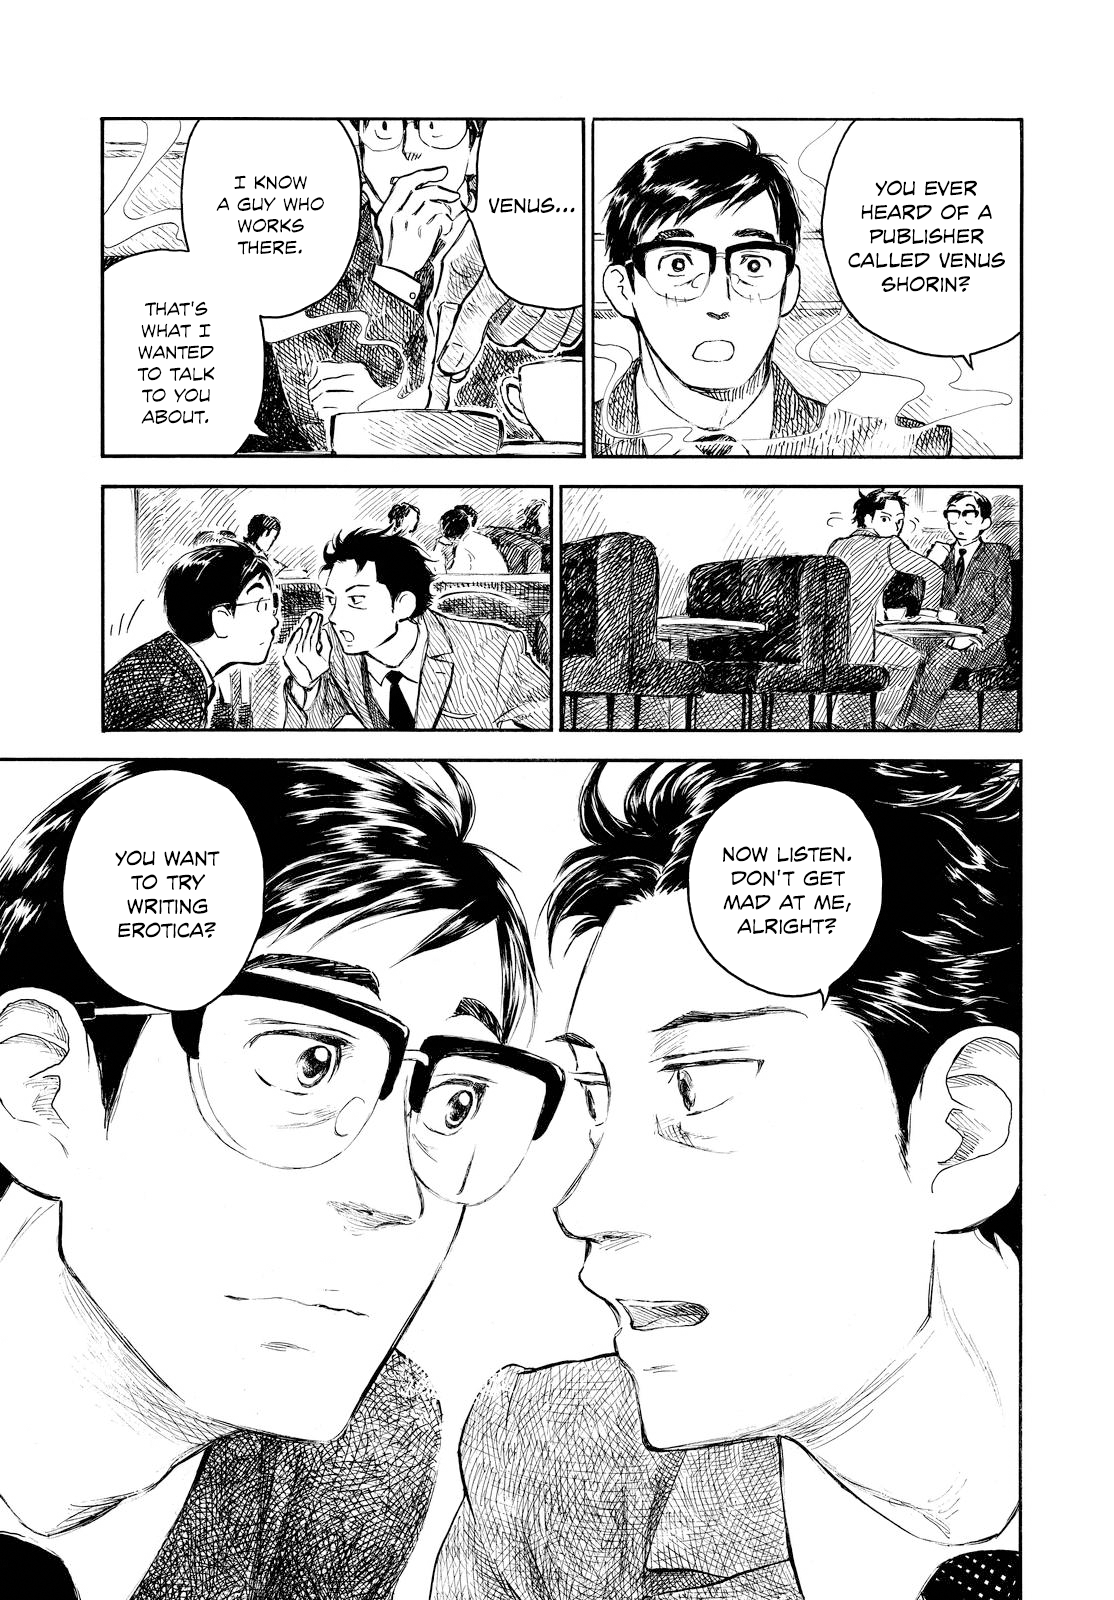 YOU EVER
HEARD OF A
PUBLISHER
CALLED VENUS
SHORIN?
VENUS...
I KNOW
A GUY WHO
WORKS
THERE.
THAT'S
WHAT I
WANTED
TO TALK
TO YOU
ABOUT.
NOW LISTEN.
DON'T GET
MAD AT ME,
ALRIGHT?
YOU WANT
TO TRY
WRITING
EROTICA?